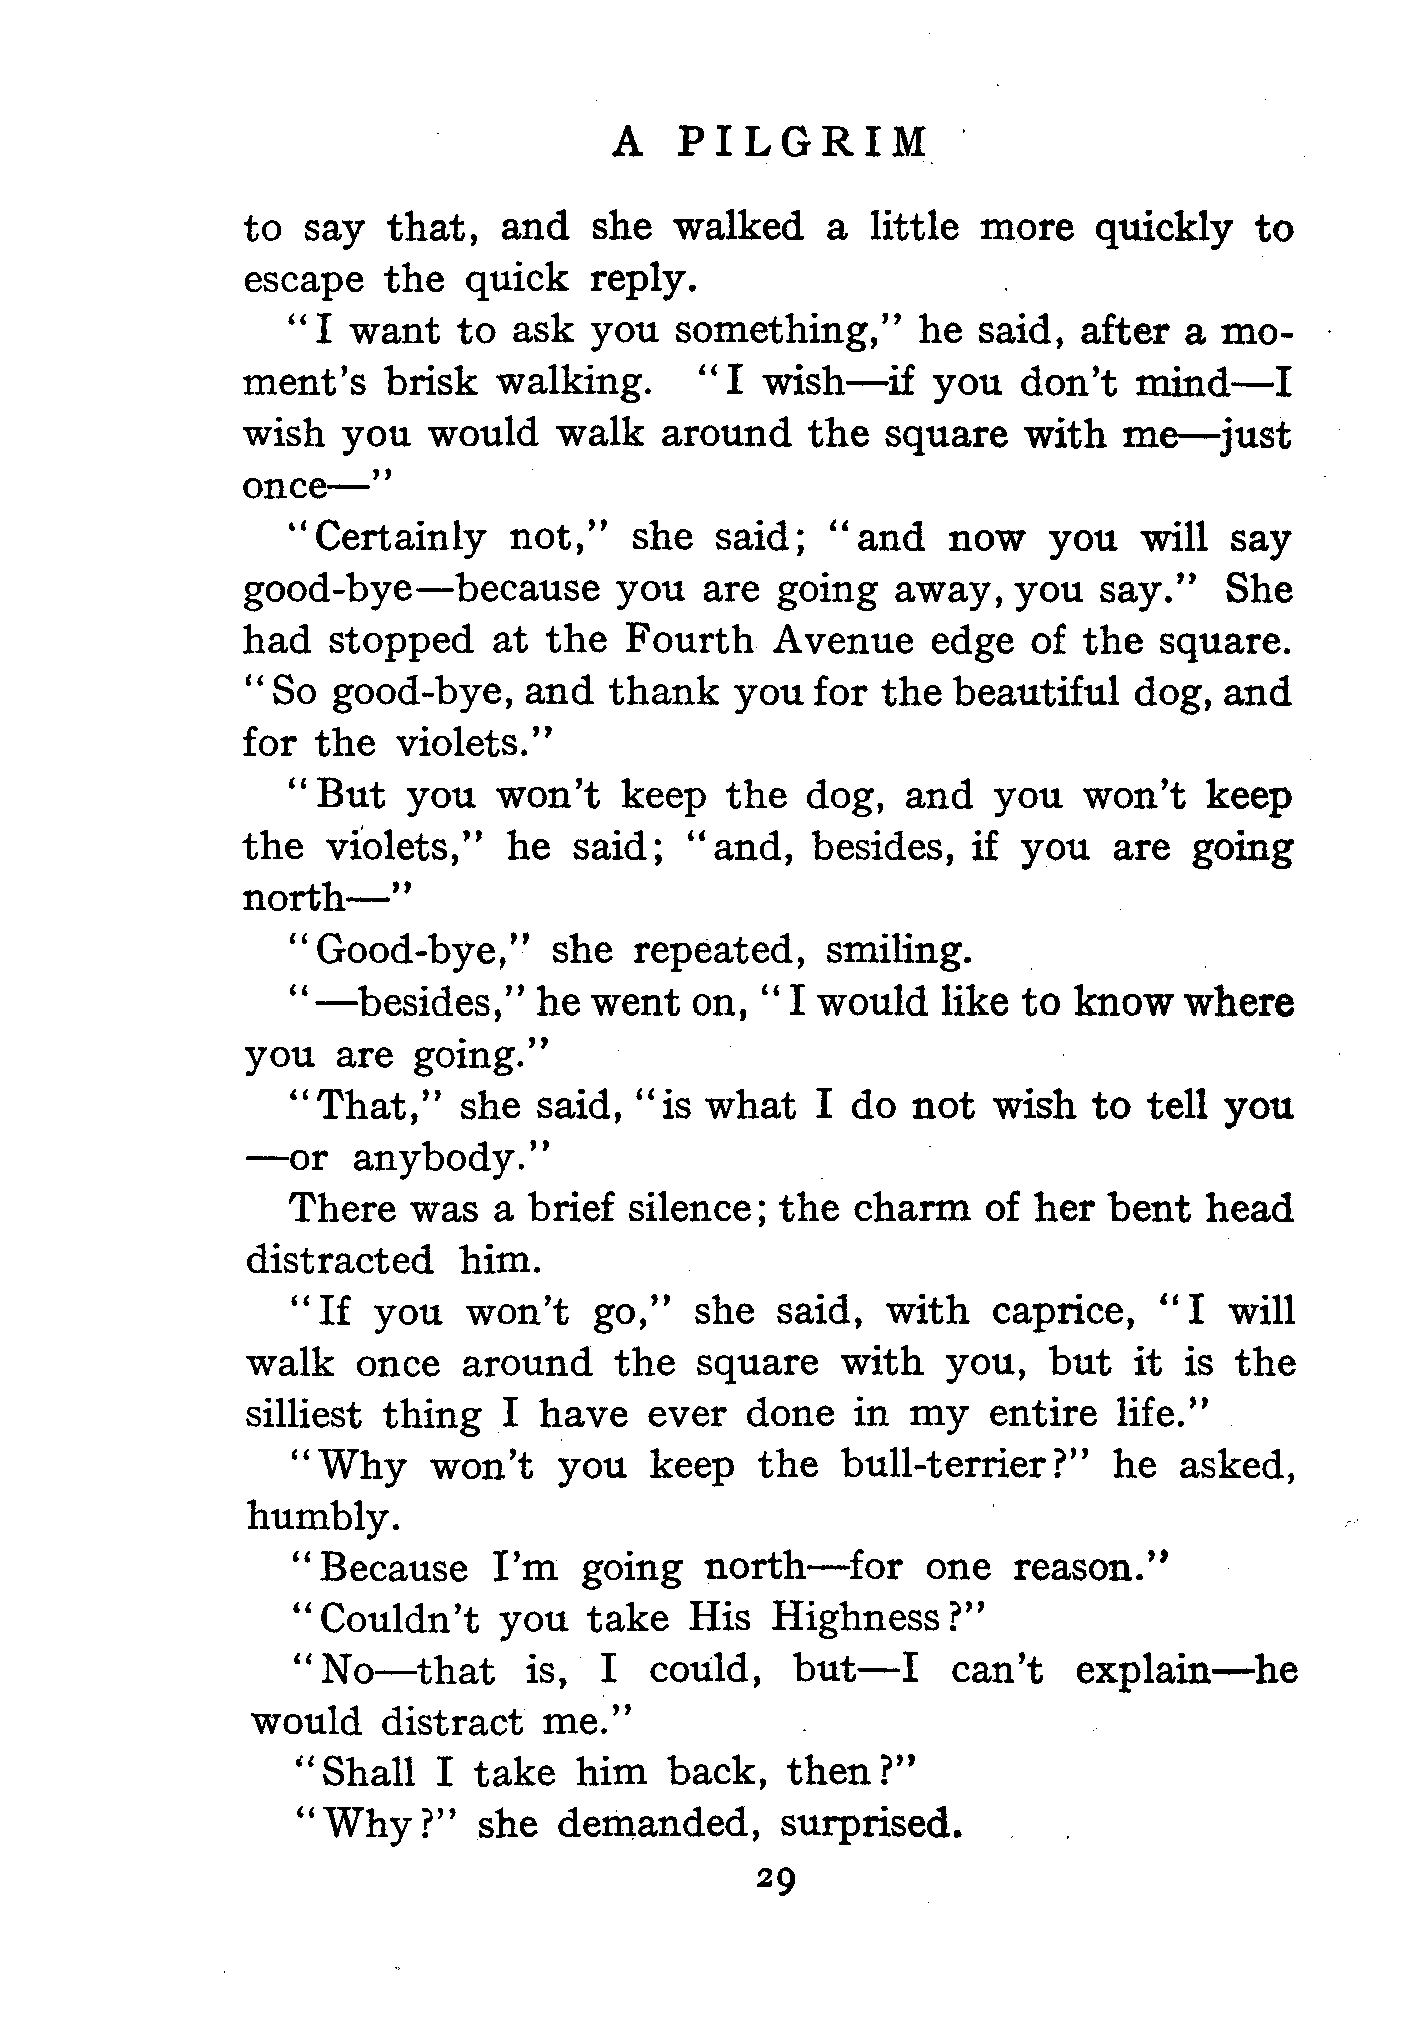 A PILGRIM
to say that, and she walked a little more quickly to
escape the quick reply.
"I want to ask you something," he said, after a mo-
ment's brisk walking. "I wish—if you don't mind—I
wish you would walk around the square with me—just
once—"
"Certainly not," she said; "and now you will say
good-bye—because you are going away, you say." She
had stopped at the Fourth Avenue edge of the square.
"So good-bye, and thank you for the beautiful dog, and
for the violets."
"But you won't keep the dog, and you won't keep
the violets," he said; "and, besides, if you are going
north—"
"Good-bye," she repeated, smiling.
"—besides," he went on, "I would like to know where
you are going."
"That," she said, "is what I do not wish to tell you
—or anybody."
There was a brief silence; the charm of her bent head
distracted him.
"If you won't go," she said, with caprice, "I will
walk once around the square with you, but it is the
silliest thing I have ever done in my entire life."
"Why won't you keep the bull-terrier?" he asked,
humbly.
"Because I'm going north—for one reason."
"Couldn't you take His Highness?"
"No—that is, I could, but—I can't explain—he
would distract me."
"Shall I take him back, then?"
"Why?" she demanded, surprised.
29